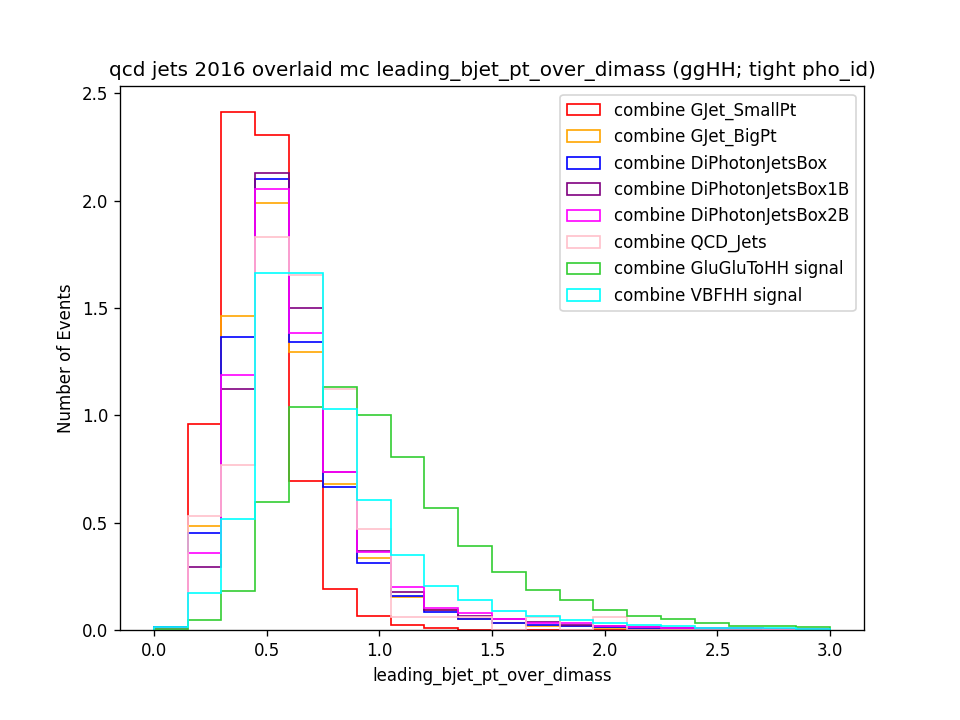 qcd jets 2016 overlaid mc leading_bjet_pt_over_dimass (ggHH; tight pho_id)
2.5
2.0
1.5
1.0
0.5
0.0
Number of Events
combine GJet_SmallPt
combine GJet_BigPt
combine DiPhotonJetsBox
combine DiPhotonJetsBox1B
combine DiPhotonJetsBox2B
combine QCD_Jets
combine GluGluToHH signal
combine VBFHH signal
0.0 0.5 1.0 1.5 2.0 2.5 3.0
leading_bjet_pt_over_dimass